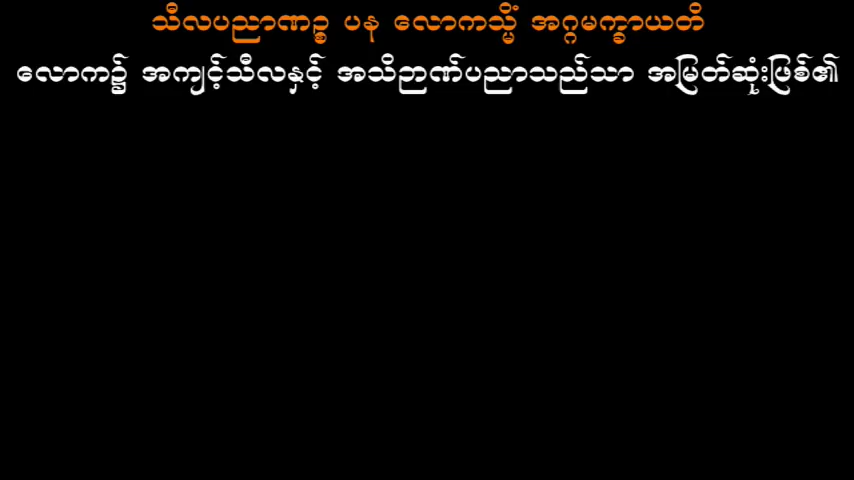 သီလပညာဏဉ္စ ပန လောကသ္မိံ အဂ္ဂမက္ခာယတိ
လောက၌ အကျင့်သီလနှင့် အသိဉာဏ်ပညာသည်သာ အမြတ်ဆုံးဖြစ်၏